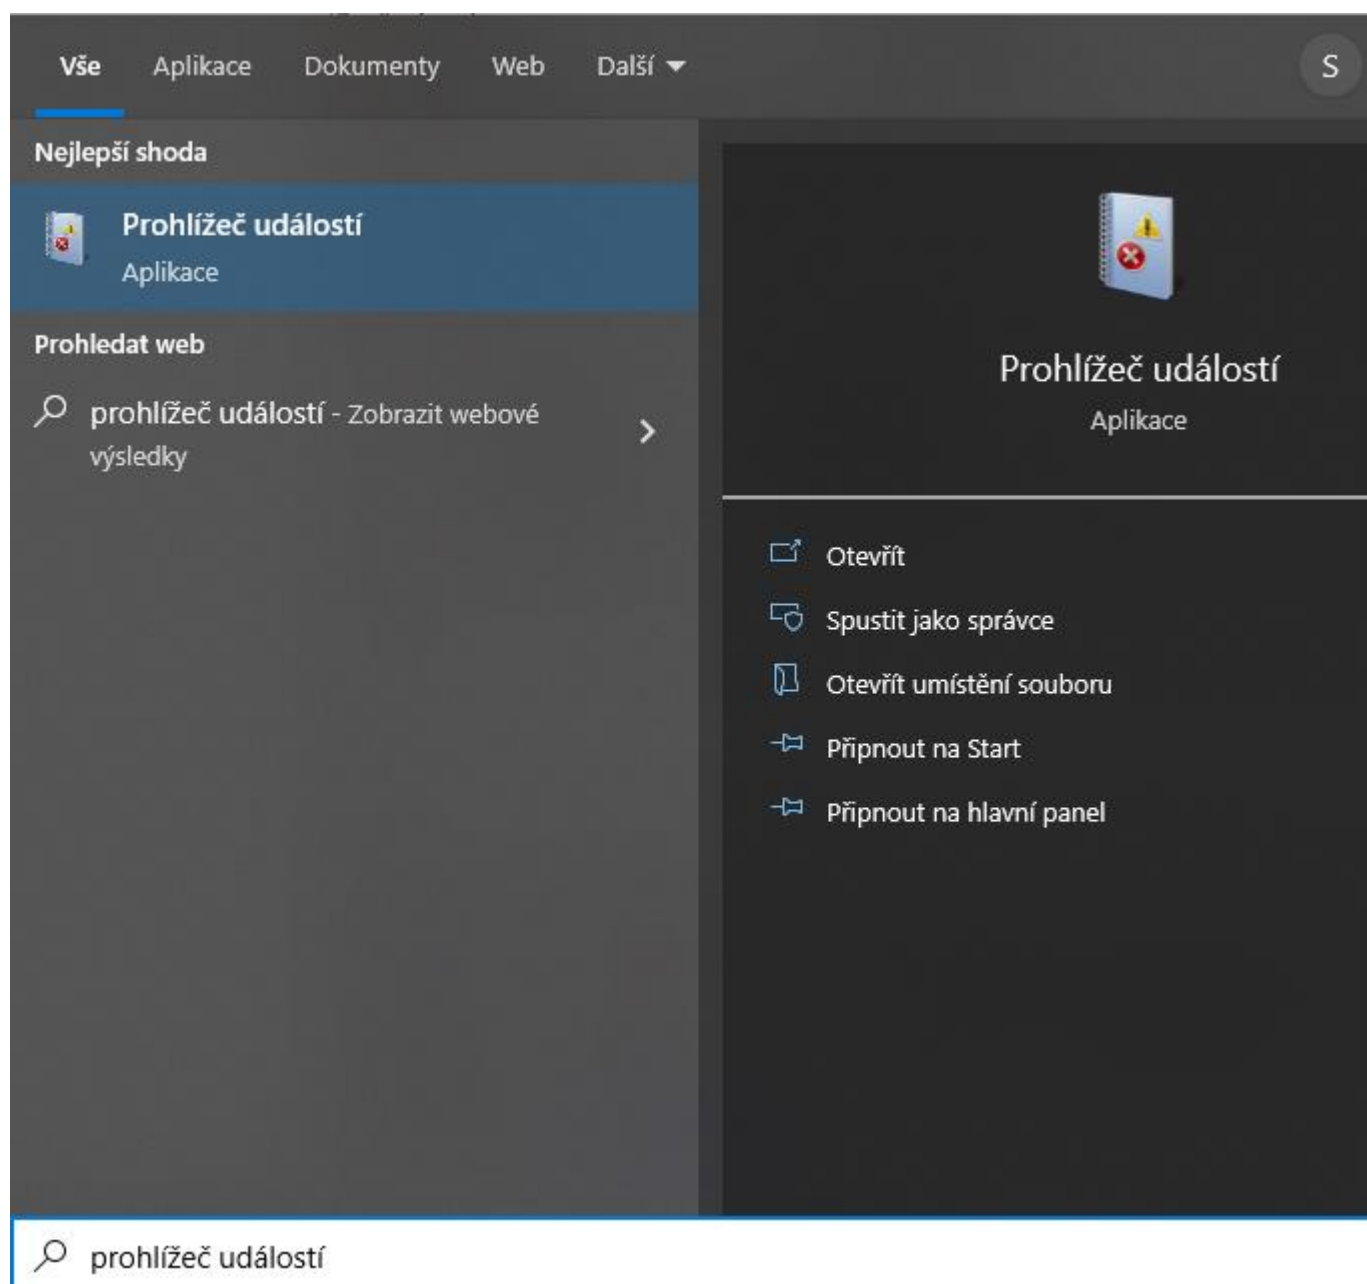 Vše Aplikace Dokumenty Web Další S
Nejlepší shoda
Prohlížeč událostí
Aplikace
Prohledat web
prohlížeč událostí - Zobrazit webové
výsledky
Prohlížeč událostí
Aplikace
Otevřít
Spustit jako správce
Otevřít umístění souboru
Připnout na Start
Připnout na hlavní panel
prohlížeč událostí